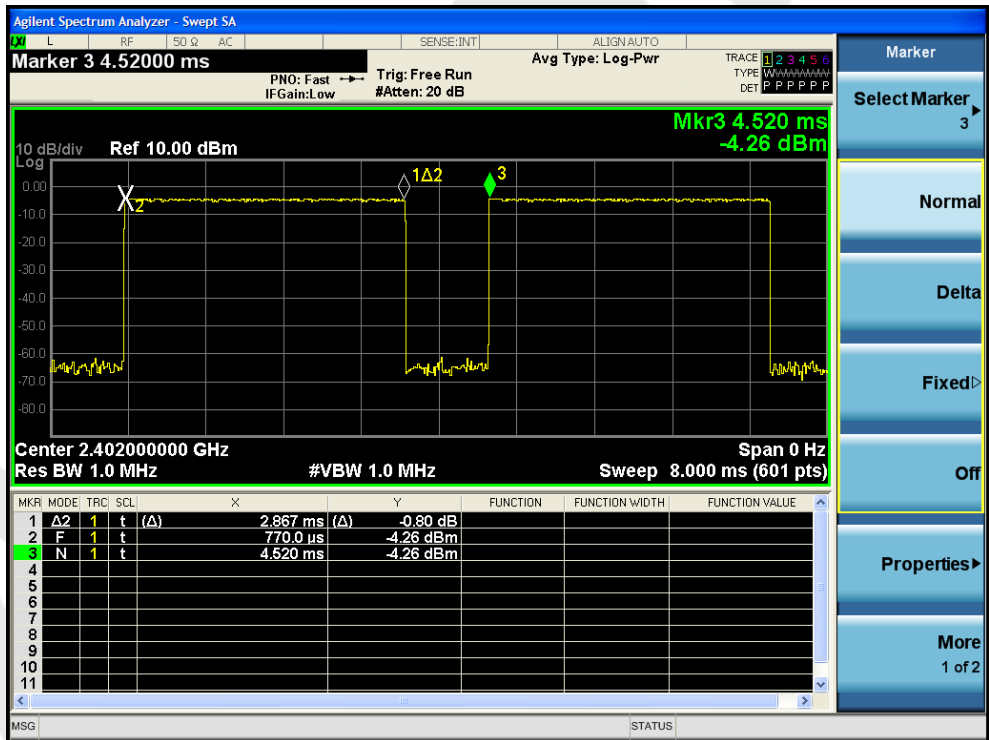 Agilent Spectrum Analyzer - Swept SA
LXI L RF 50 Ω AC SENSE:INT ALIGN AUTO
Marker 3 4.52000 ms
PNO: Fast
IFGain:Low
Trig: Free Run
#Atten: 20 dB
Avg Type: Log-Pwr
TRACE 1 2 3 4 5 6
TYPE W
DET P P P P P P
Mkr3 4.520 ms
-4.26 dBm
10 dB/div Ref 10.00 dBm
Log
0.00
-10.0
-20.0
-30.0
-40.0
-50.0
-60.0
-70.0
-80.0
2
1Δ2
3
Center 2.402000000 GHz Span 0 Hz
Res BW 1.0 MHz #VBW 1.0 MHz Sweep 8.000 ms (601 pts)
MKR MODE TRC SCL X Y FUNCTION FUNCTION WIDTH FUNCTION VALUE
1 Δ2 1 t (Δ) 2.867 ms (Δ) -0.80 dB
2 F 1 t 770.0 µs -4.26 dBm
3 N 1 t 4.520 ms -4.26 dBm
4
5
6
7
8
9
10
11
MSG STATUS
Marker
Select Marker
3
Normal
Delta
Fixed
Off
Properties
More
1 of 2